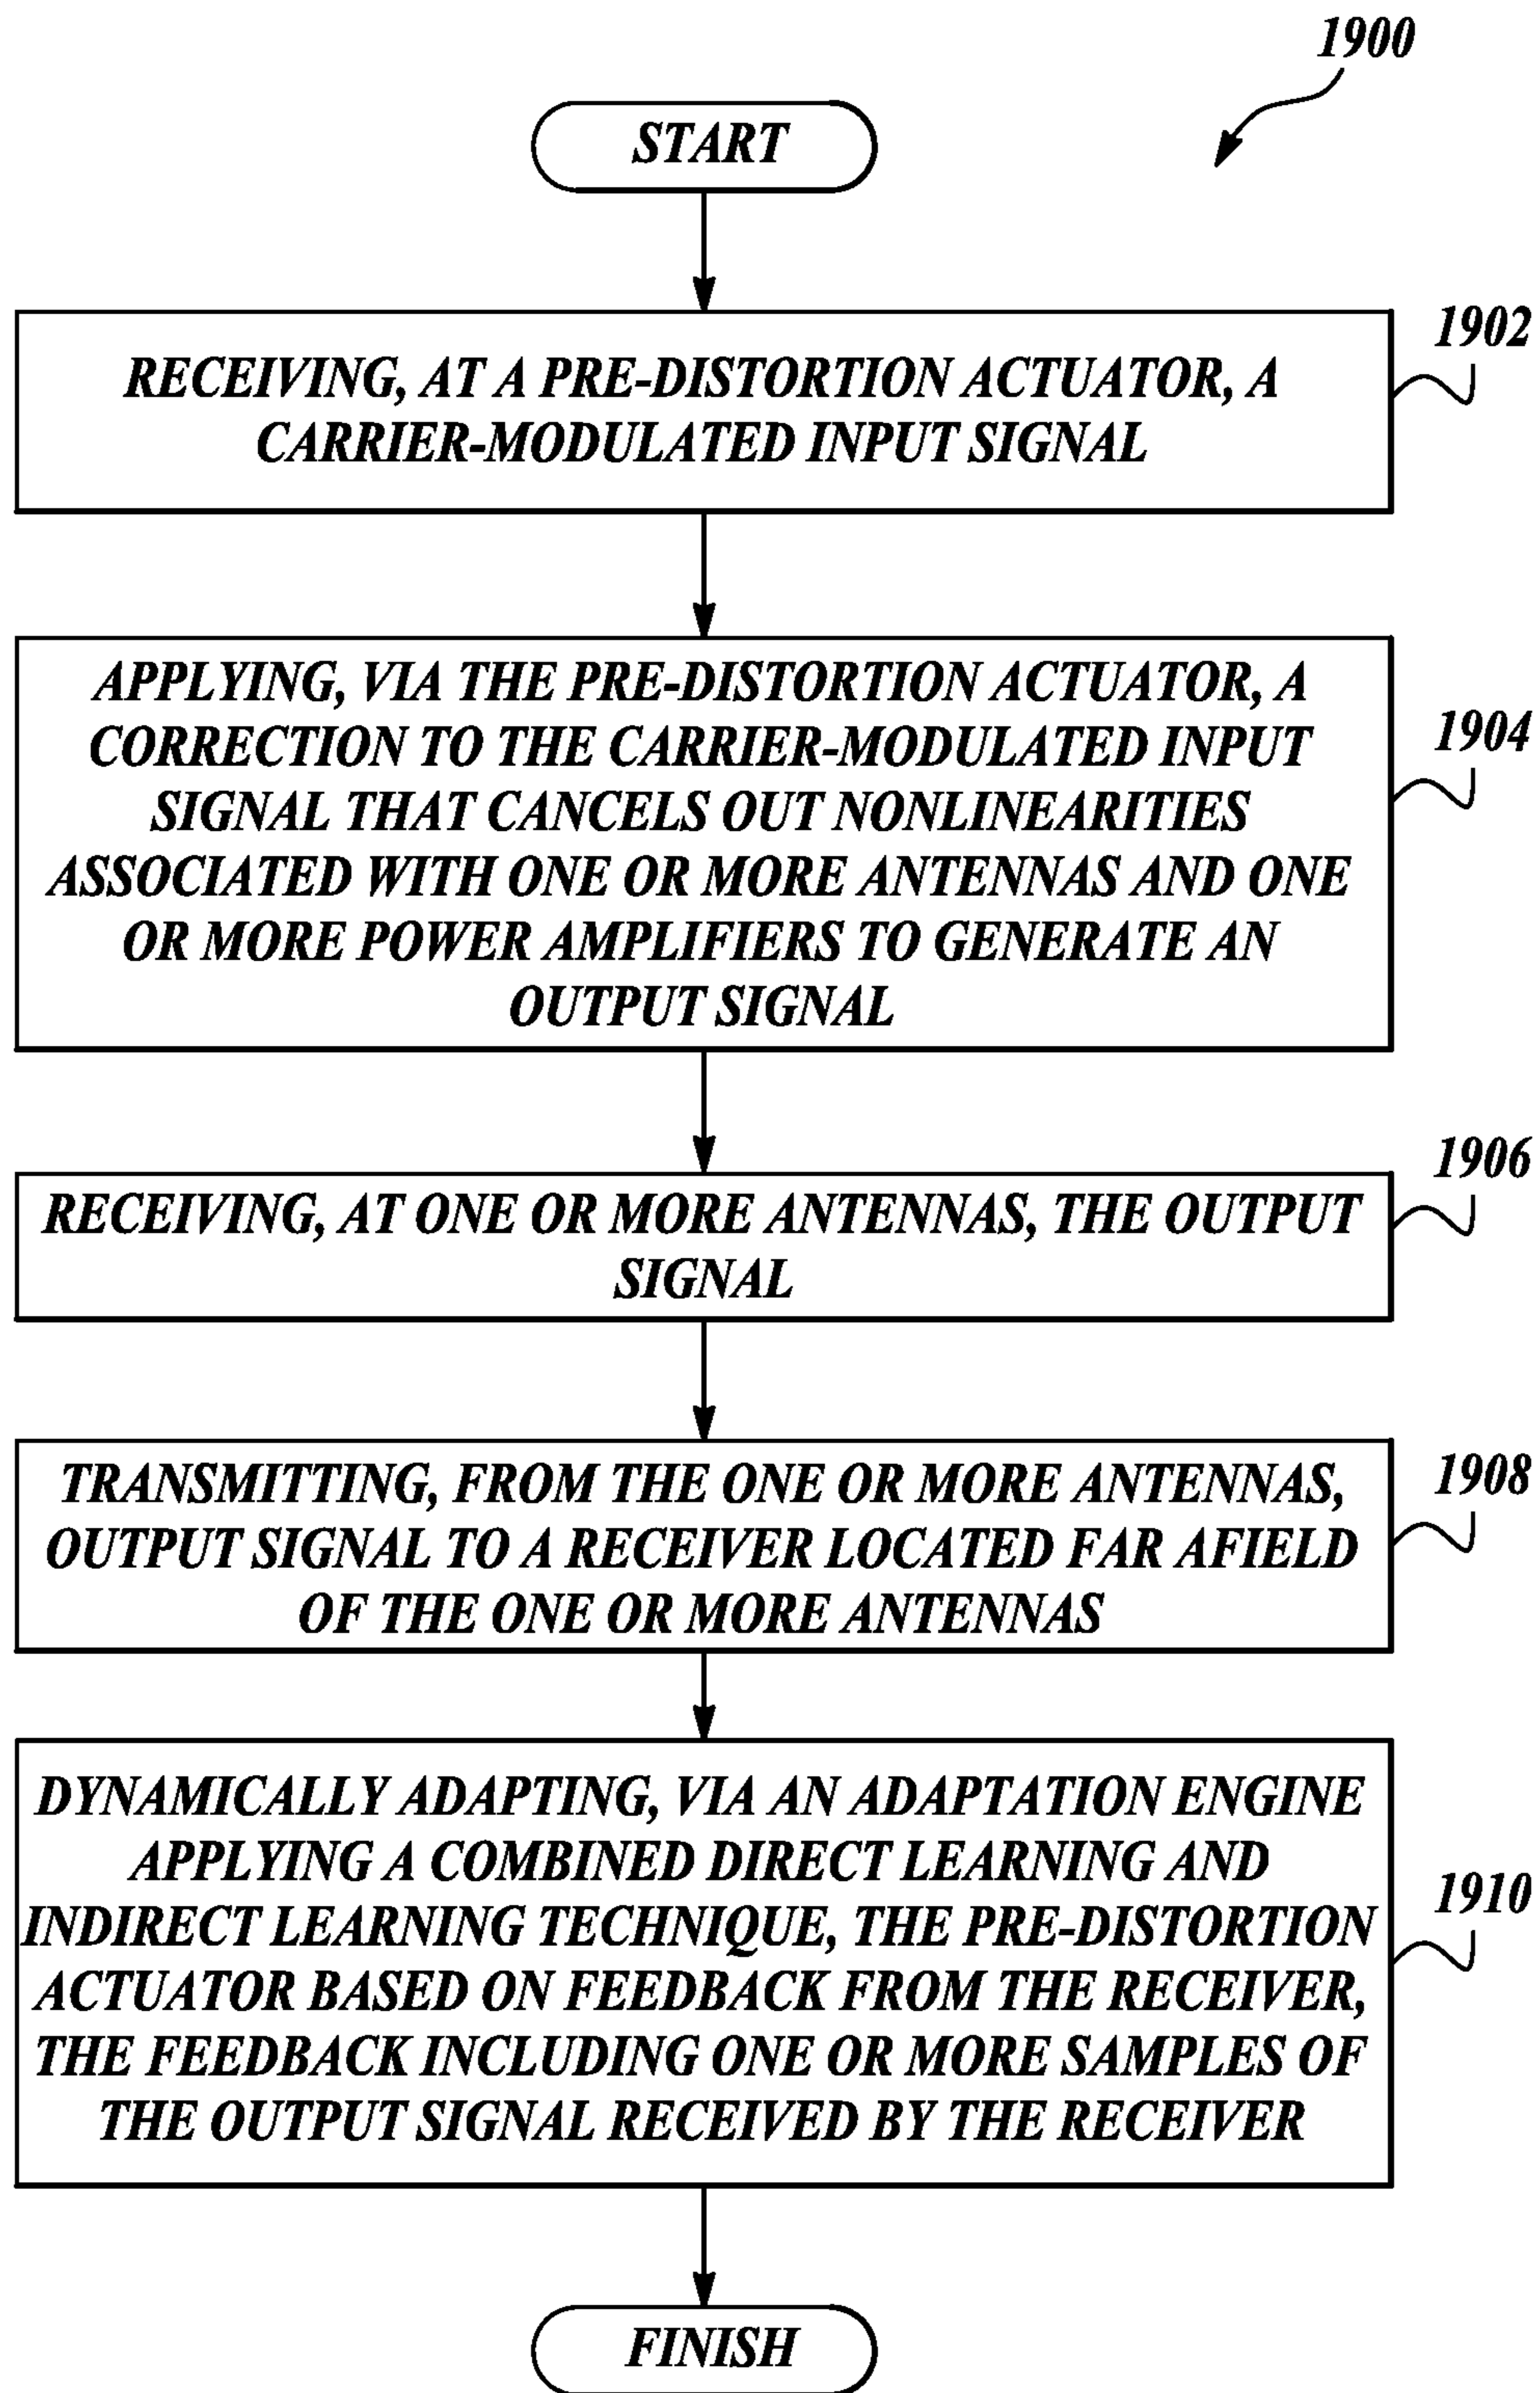 1900
START
1902
RECEIVING, AT A PRE-DISTORTION ACTUATOR, A
CARRIER-MODULATED INPUT SIGNAL
APPLYING, VIA THE PRE-DISTORTION ACTUATOR, A
CORRECTION TO THE CARRIER-MODULATED INPUT
1904
SIGNAL THAT CANCELS OUT NONLINEARITIES
ASSOCIATED WITH ONE OR MORE ANTENNAS AND ONE
OR MORE POWER AMPLIFIERS TO GENERATE AN
OUTPUT SIGNAL
1906
RECEIVING, AT ONE OR MORE ANTENNAS, THE OUTPUT
SIGNAL
1908
TRANSMITTING, FROM THE ONE OR MORE ANTENNAS,
OUTPUT SIGNAL TO A RECEIVER LOCATED FAR AFIELD
OF THE ONE OR MORE ANTENNAS
DYNAMICALLY ADAPTING, VIA AN ADAPTATION ENGINE
APPLYING A COMBINED DIRECT LEARNING AND
1910
INDIRECT LEARNING TECHNIQUE, THE PRE-DISTORTION
ACTUATOR BASED ON FEEDBACK FROM THE RECEIVER,
THE FEEDBACK INCLUDING ONE OR MORE SAMPLES OF
THE OUTPUT SIGNAL RECEIVED BY THE RECEIVER
FINISH